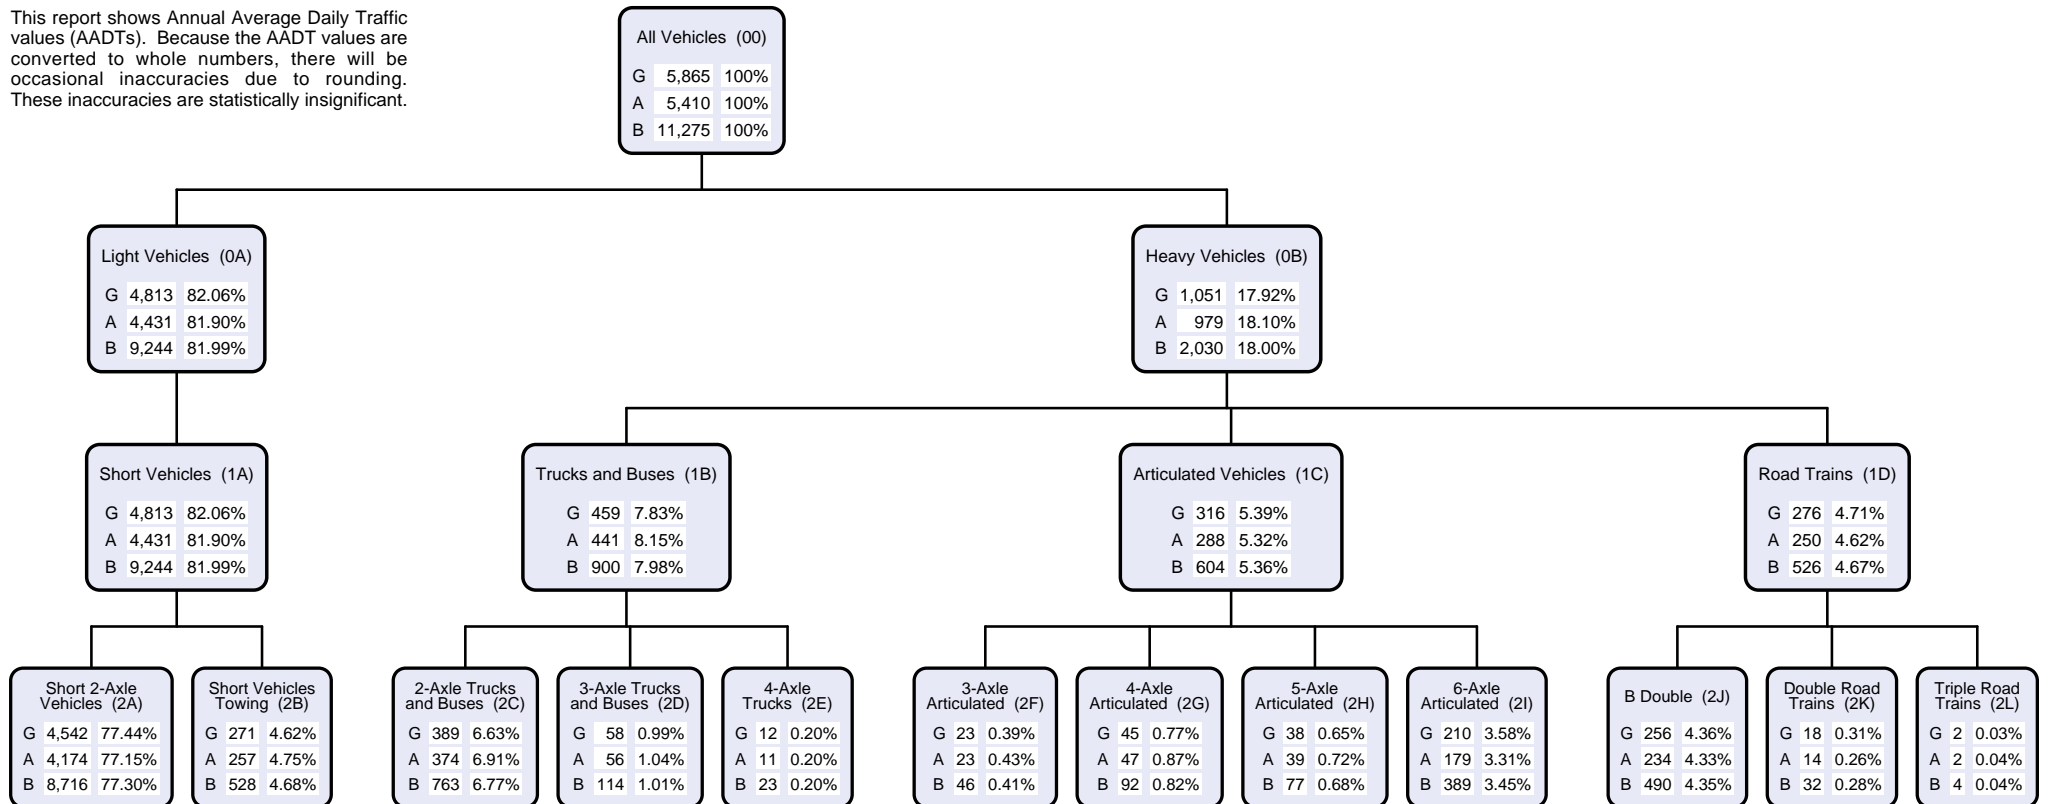 This report shows Annual Average Daily Traffic
values (AADTs). Because the AADT values are
converted to whole numbers, there will be
occasional inaccuracies due to rounding.
These inaccuracies are statistically insignificant.
All Vehicles (00)
G 5,865 100%
A 5,410 100%
B 11,275 100%
Light Vehicles (0A)
G 4,813 82.06%
A 4,431 81.90%
B 9,244 81.99%
Heavy Vehicles (0B)
G 1,051 17.92%
A 979 18.10%
B 2,030 18.00%
Short Vehicles (1A)
G 4,813 82.06%
A 4,431 81.90%
B 9,244 81.99%
Trucks and Buses (1B)
G 459 7.83%
A 441 8.15%
B 900 7.98%
Articulated Vehicles (1C)
G 316 5.39%
A 288 5.32%
B 604 5.36%
Road Trains (1D)
G 276 4.71%
A 250 4.62%
B 526 4.67%
Short 2-Axle
Vehicles (2A)
G 4,542 77.44%
A 4,174 77.15%
B 8,716 77.30%
Short Vehicles
Towing (2B)
G 271 4.62%
A 257 4.75%
B 528 4.68%
2-Axle Trucks
and Buses (2C)
G 389 6.63%
A 374 6.91%
B 763 6.77%
3-Axle Trucks
and Buses (2D)
G 58 0.99%
A 56 1.04%
B 114 1.01%
4-Axle
Trucks (2E)
G 12 0.20%
A 11 0.20%
B 23 0.20%
3-Axle
Articulated (2F)
G 23 0.39%
A 23 0.43%
B 46 0.41%
4-Axle
Articulated (2G)
G 45 0.77%
A 47 0.87%
B 92 0.82%
5-Axle
Articulated (2H)
G 38 0.65%
A 39 0.72%
B 77 0.68%
6-Axle
Articulated (2I)
G 210 3.58%
A 179 3.31%
B 389 3.45%
B Double (2J)
G 256 4.36%
A 234 4.33%
B 490 4.35%
Double Road
Trains (2K)
G 18 0.31%
A 14 0.26%
B 32 0.28%
Triple Road
Trains (2L)
G 2 0.03%
A 2 0.04%
B 4 0.04%